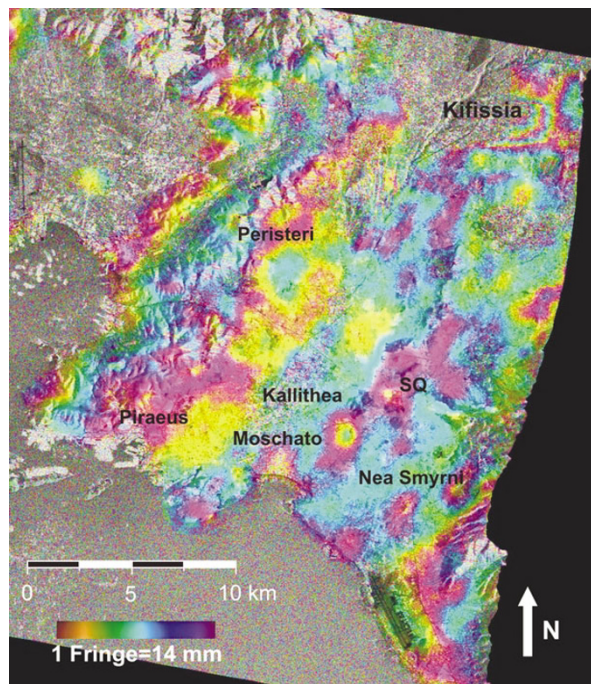 Kifissia
Peristeri
Kallithea
SQ
Piraeus
Moschato
Nea Smyrni
0 5 10 km
1 Fringe=14 mm
N